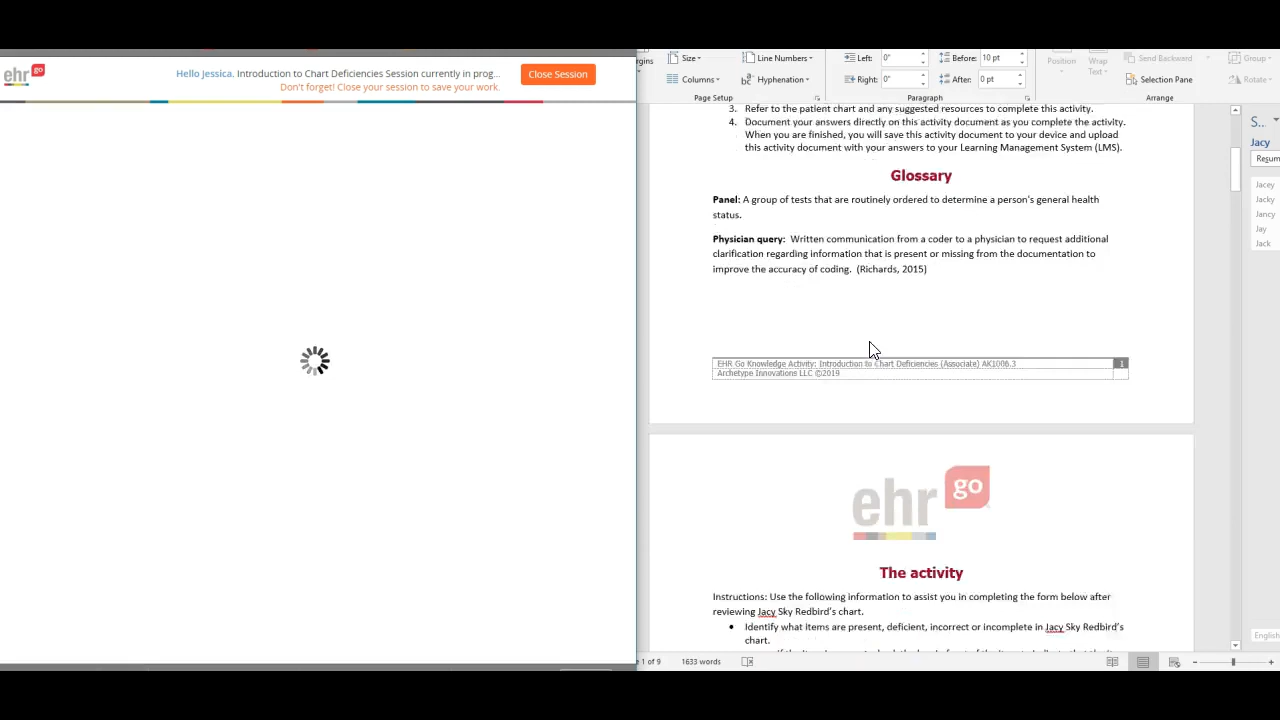 ehr go
Hello Jessica. Introduction to Chart Deficiencies Session currently in prog...
Don't forget! Close your session to save your work.
Close Session
Size
Line Numbers
Columns
Hyphenation
Page Setup
Left: 0"
Right: 0"
Before: 10 pt
After: 0 pt
Paragraph
Position
Wrap
Text
Send Backward
Selection Pane
Group
Rotate
Arrange
3. Refer to the patient chart and any suggested resources to complete this activity.
4. Document your answers directly on this activity document as you complete the activity.
When you are finished, you will save this activity document to your device and upload
this activity document with your answers to your Learning Management System (LMS).
Glossary
Panel: A group of tests that are routinely ordered to determine a person's general health
status.
Physician query: Written communication from a coder to a physician to request additional
clarification regarding information that is present or missing from the documentation to
improve the accuracy of coding. (Richards, 2015)
EHR Go Knowledge Activity: Introduction to Chart Deficiencies (Associate) AK1006.3
1
Archetype Innovations LLC ©2019
ehr go
The activity
Instructions: Use the following information to assist you in completing the form below after
reviewing Jacy Sky Redbird's chart.
• Identify what items are present, deficient, incorrect or incomplete in Jacy Sky Redbird's
chart.
S...
Jacy
Resum
Jacey
Jacky
Jancy
Jay
Jack
English
1 of 9
1633 words